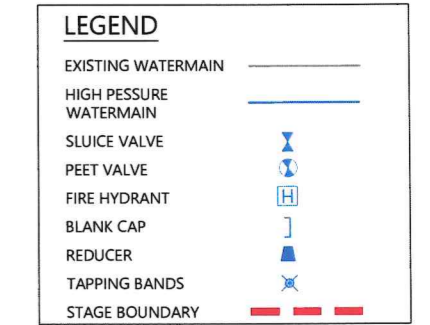 LEGEND
EXISTING WATERMAIN
HIGH PESSURE
WATERMAIN
SLUICE VALVE
PEET VALVE
FIRE HYDRANT
H
BLANK CAP
REDUCER
TAPPING BANDS
STAGE BOUNDARY